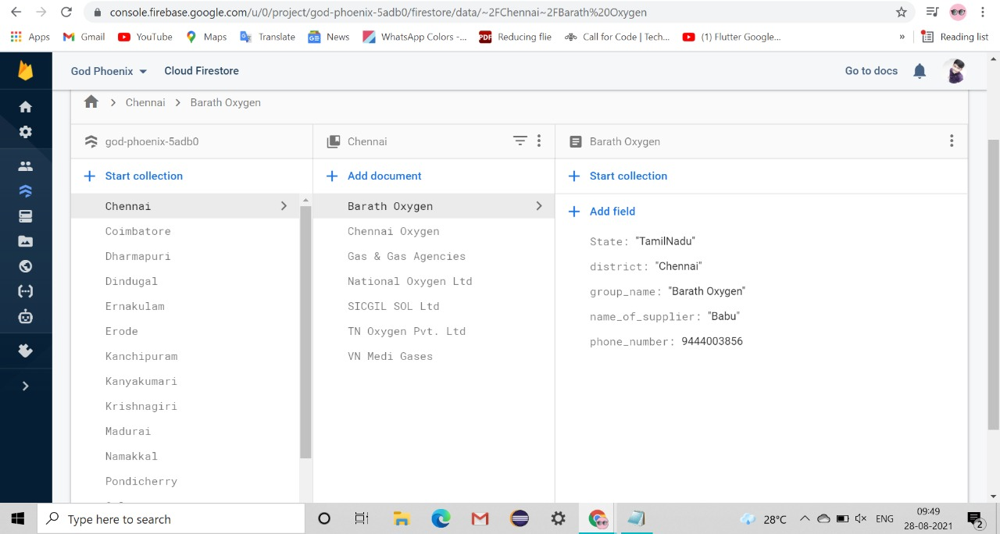 console.firebase.google.com/u/0/project/god-phoenix-5adb0/firestore/data/~2FChennai~2FBarath%20Oxygen
Apps Gmail YouTube Maps Translate News WhatsApp Colors -... Reducing flie Call for Code | Tech... (1) Flutter Google... » Reading list
God Phoenix Cloud Firestore Go to docs
Chennai > Barath Oxygen
god-phoenix-5adb0 Chennai Barath Oxygen
+ Start collection + Add document + Start collection
Chennai
Coimbatore
Dharmapuri
Dindugal
Ernakulam
Erode
Kanchipuram
Kanyakumari
Krishnagiri
Madurai
Namakkal
Pondicherry
Barath Oxygen
Chennai Oxygen
Gas & Gas Agencies
National Oxygen Ltd
SICGIL SOL Ltd
TN Oxygen Pvt. Ltd
VN Medi Gases
+ Add field
State: "TamilNadu"
district: "Chennai"
group_name: "Barath Oxygen"
name_of_supplier: "Babu"
phone_number: 9444003856
Type here to search
28°C ENG
09:49
28-08-2021
2